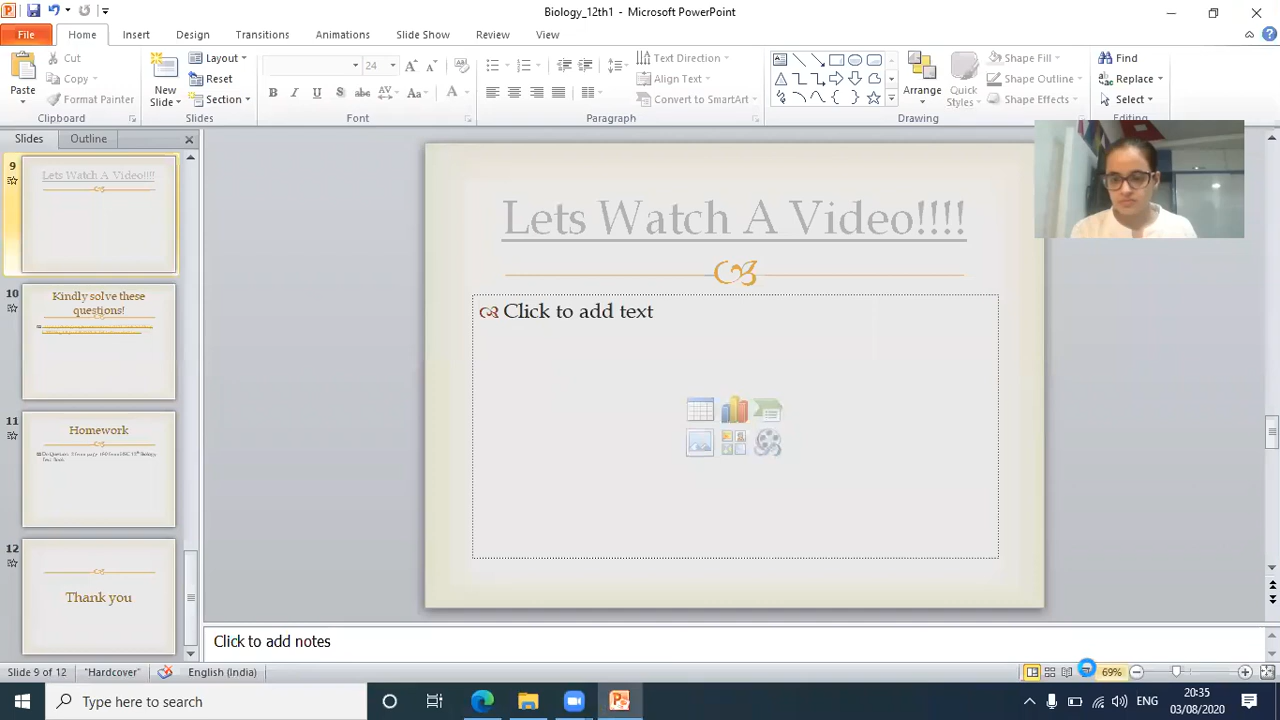 Biology_12th1 - Microsoft PowerPoint
File Home Insert Design Transitions Animations Slide Show Review View
Paste
Cut
Copy
Format Painter
Clipboard
New Slide
Layout
Reset
Section
Slides
24
B I U S abc AV Aa A
Font
Text Direction
Align Text
Convert to SmartArt
Paragraph
Arrange
Quick Styles
Shape Fill
Shape Outline
Shape Effects
Drawing
Find
Replace
Select
Editing
Slides Outline
9
Lets Watch A Video!!!!
10
Kindly solve these
questions!
11
Homework
12
Thank you
Lets Watch A Video!!!!
Click to add text
Click to add notes
Slide 9 of 12 "Hardcover" English (India) 69%
Type here to search
ENG
20:35
03/08/2020